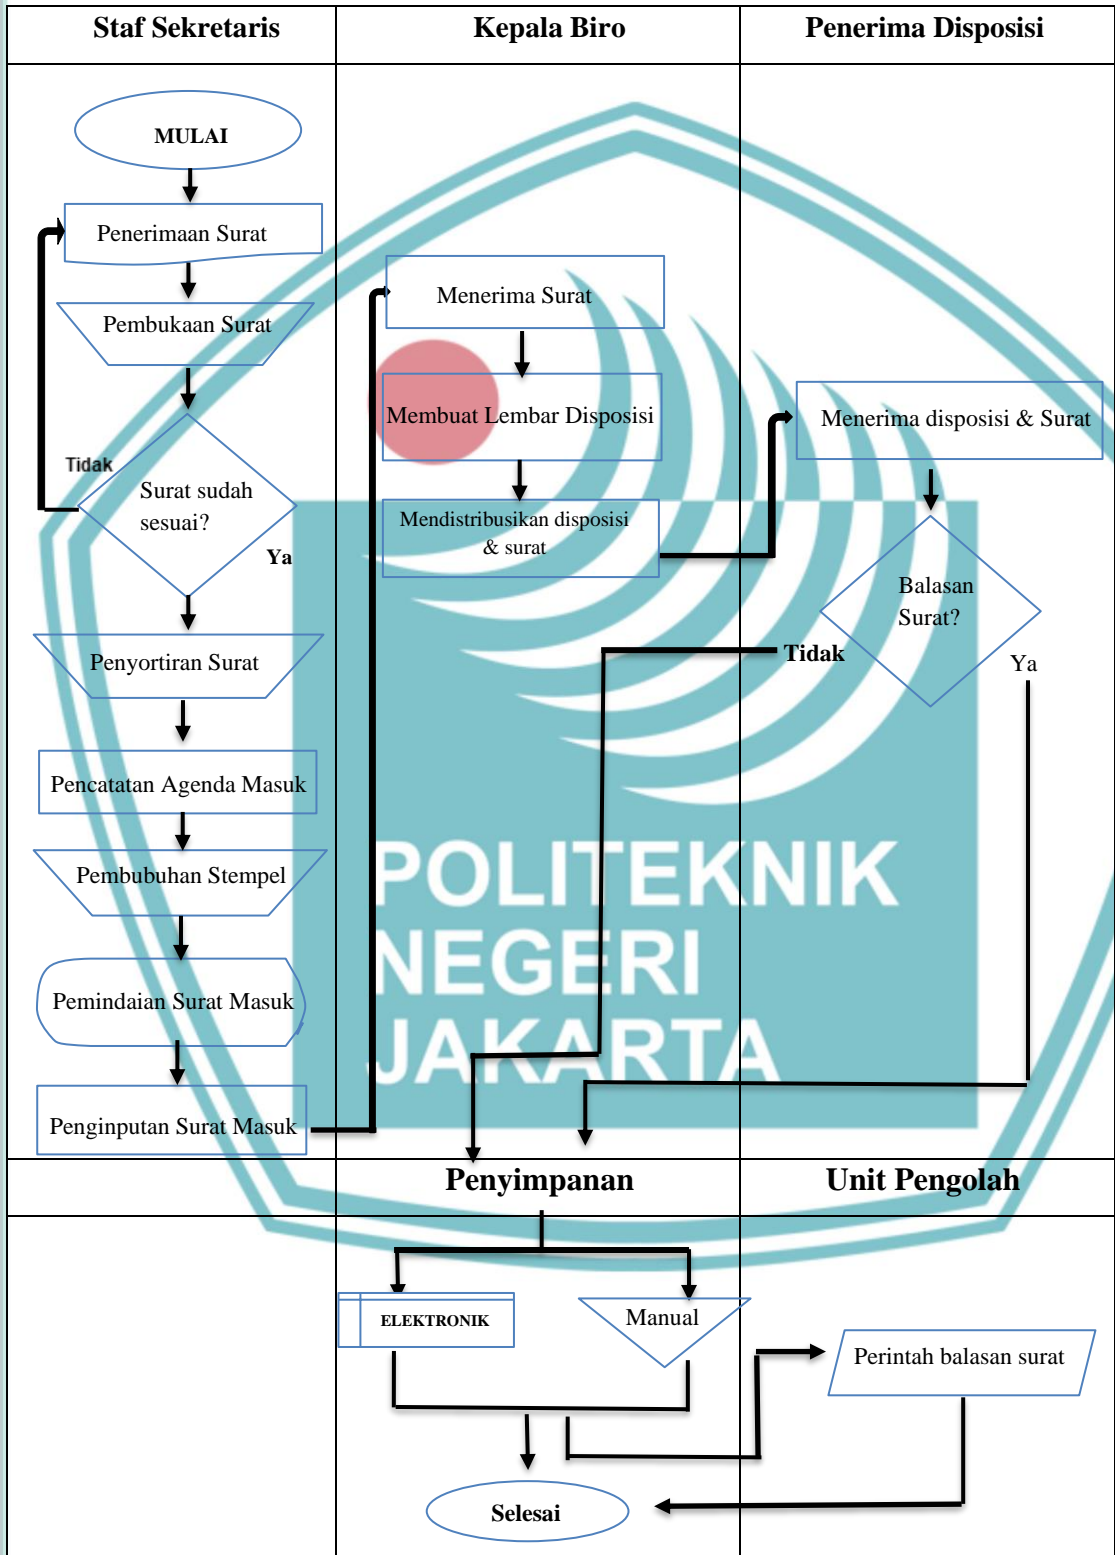 Staf Sekretaris
Kepala Biro
Penerima Disposisi
MULAI
Penerimaan Surat
Pembukaan Surat
Tidak
Surat sudah
sesuai?
Ya
Penyortiran Surat
Pencatatan Agenda Masuk
Pembubuhan Stempel
Pemindaian Surat Masuk
Penginputan Surat Masuk
Menerima Surat
Membuat Lembar Disposisi
Mendistribusikan disposisi
& surat
Menerima disposisi & Surat
Balasan
Surat?
Tidak
Ya
POLITEKNIK
NEGERI
JAKARTA
Penyimpanan
Unit Pengolah
ELEKTRONIK
Manual
Perintah balasan surat
Selesai